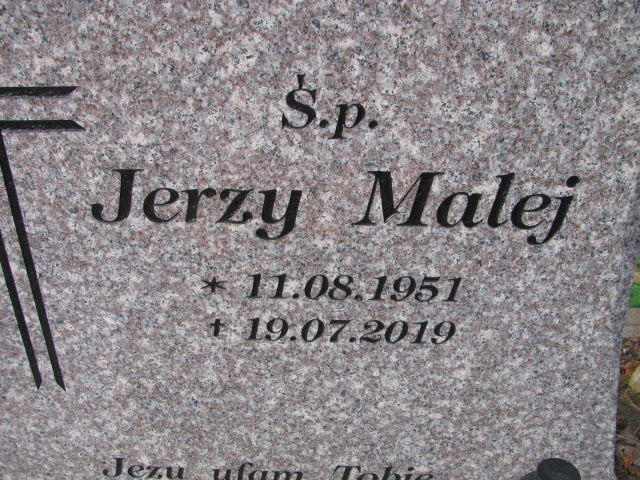 Ś.p.
Jerzy Malej
* 11.08.1951
† 19.07.2019
Jezu ufam Tobie